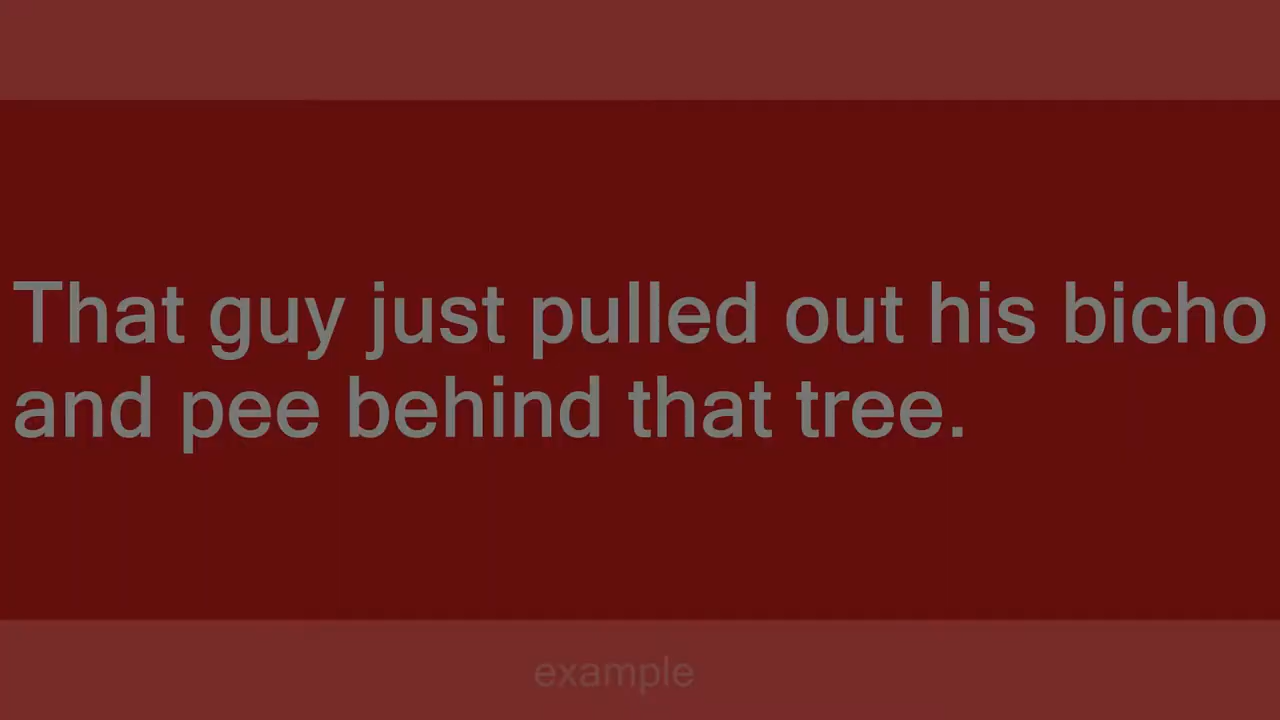 That guy just pulled out his bicho
and pee behind that tree.
example